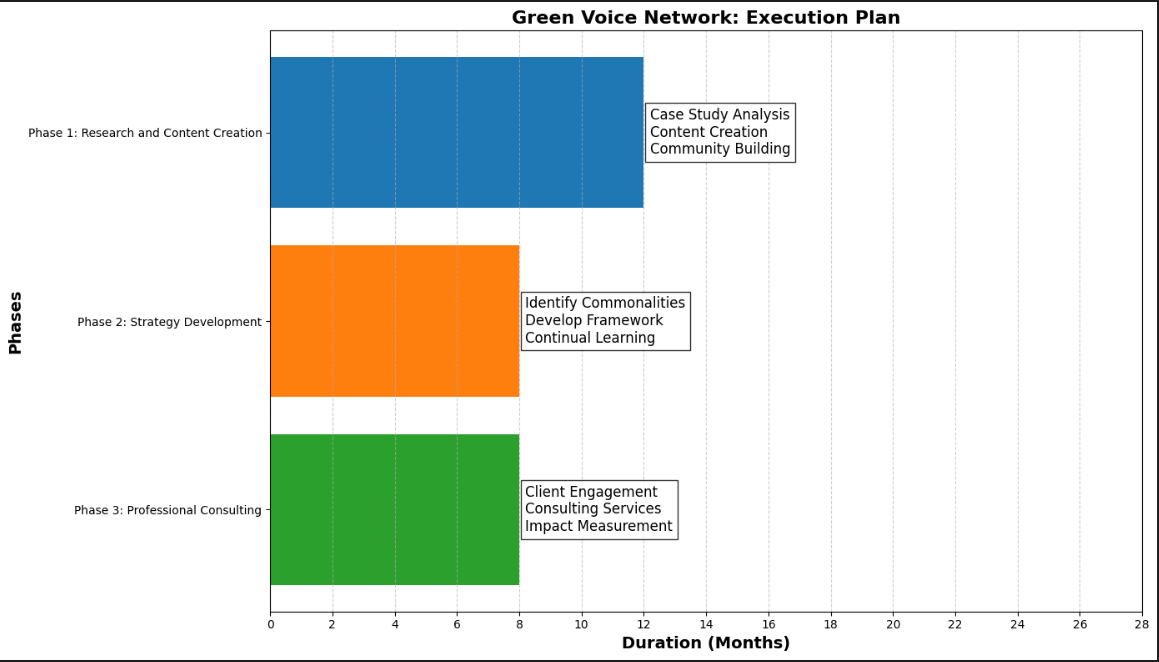 Green Voice Network: Execution Plan
Phases
Phase 1: Research and Content Creation
Case Study Analysis
Content Creation
Community Building
Phase 2: Strategy Development
Identify Commonalities
Develop Framework
Continual Learning
Phase 3: Professional Consulting
Client Engagement
Consulting Services
Impact Measurement
0 2 4 6 8 10 12 14 16 18 20 22 24 26 28
Duration (Months)